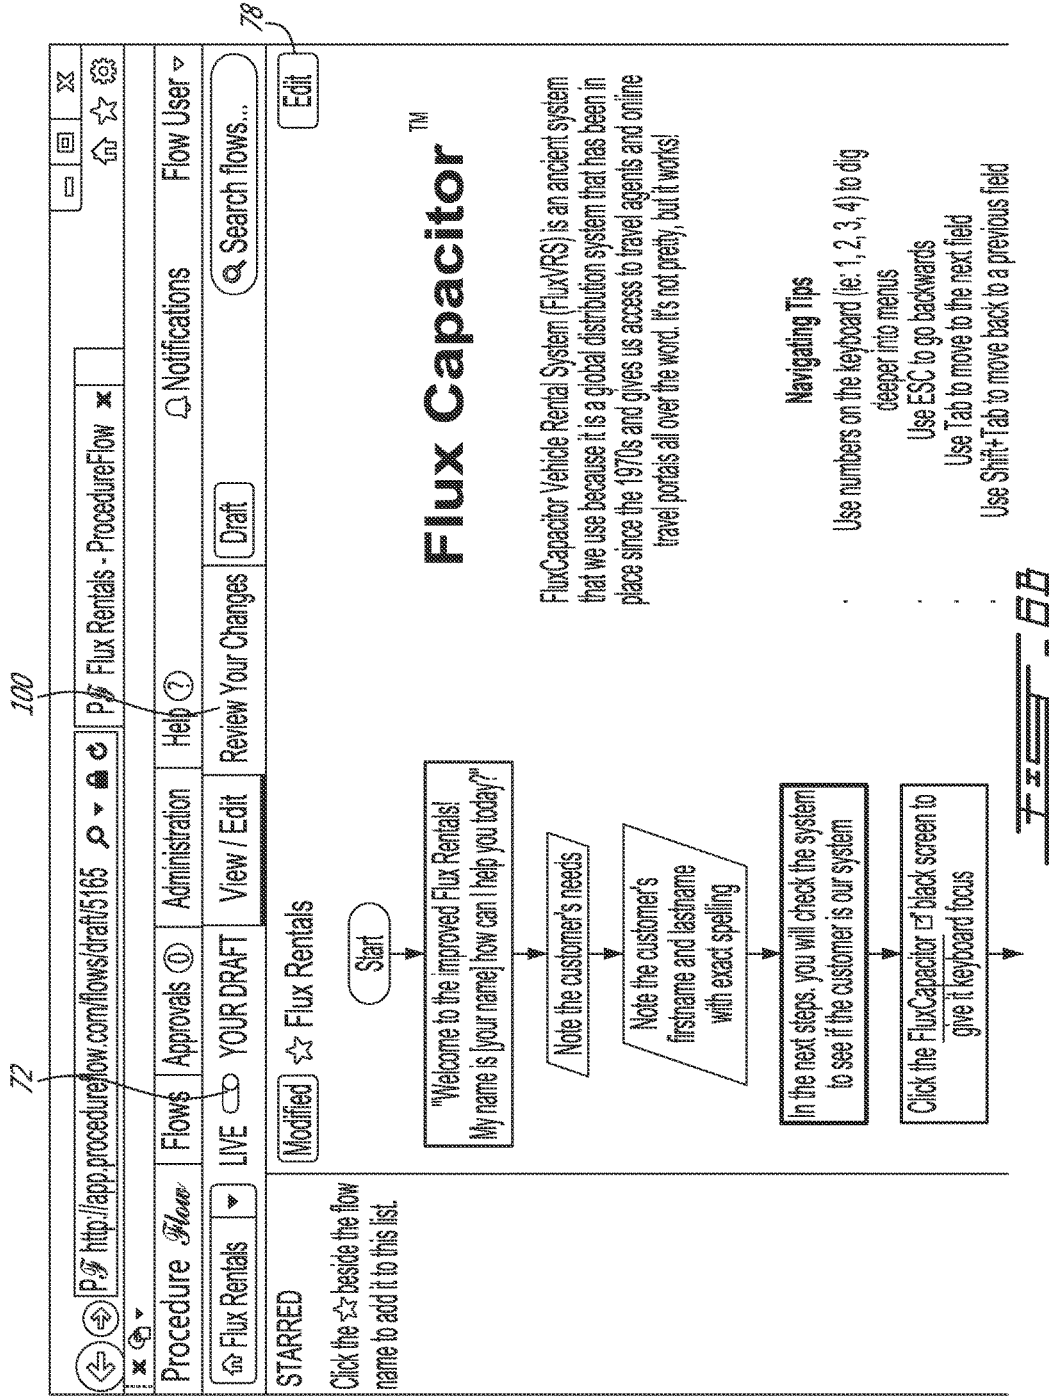 P𝓕 http://app.procedureflow.com/flows/draft/5165
P𝓕 Flux Rentals - ProcedureFlow x
Procedure Flow
Flows
Approvals 0
Administration
Help ?
Notifications
Flow User
Flux Rentals
LIVE
YOUR DRAFT
View / Edit
Review Your Changes
Draft
Search flows...
72
100
78
STARRED
Click the ☆ beside the flow
name to add it to this list.
Modified
☆ Flux Rentals
Edit
Start
"Welcome to the improved Flux Rentals!
My name is [your name] how can I help you today?"
Note the customer's needs
Note the customer's
firstname and lastname
with exact spelling
In the next steps, you will check the system
to see if the customer is our system
Click the FluxCapacitor black screen to
give it keyboard focus
Flux Capacitor™
FluxCapacitor Vehicle Rental System (FluxVRS) is an ancient system
that we use because it is a global distribution system that has been in
place since the 1970s and gives us access to travel agents and online
travel portals all over the word. It's not pretty, but it works!
Navigating Tips
Use numbers on the keyboard (ie: 1, 2, 3, 4) to dig
deeper into menus
Use ESC to go backwards
Use Tab to move to the next field
Use Shift+Tab to move back to a previous field
FIG. 6B